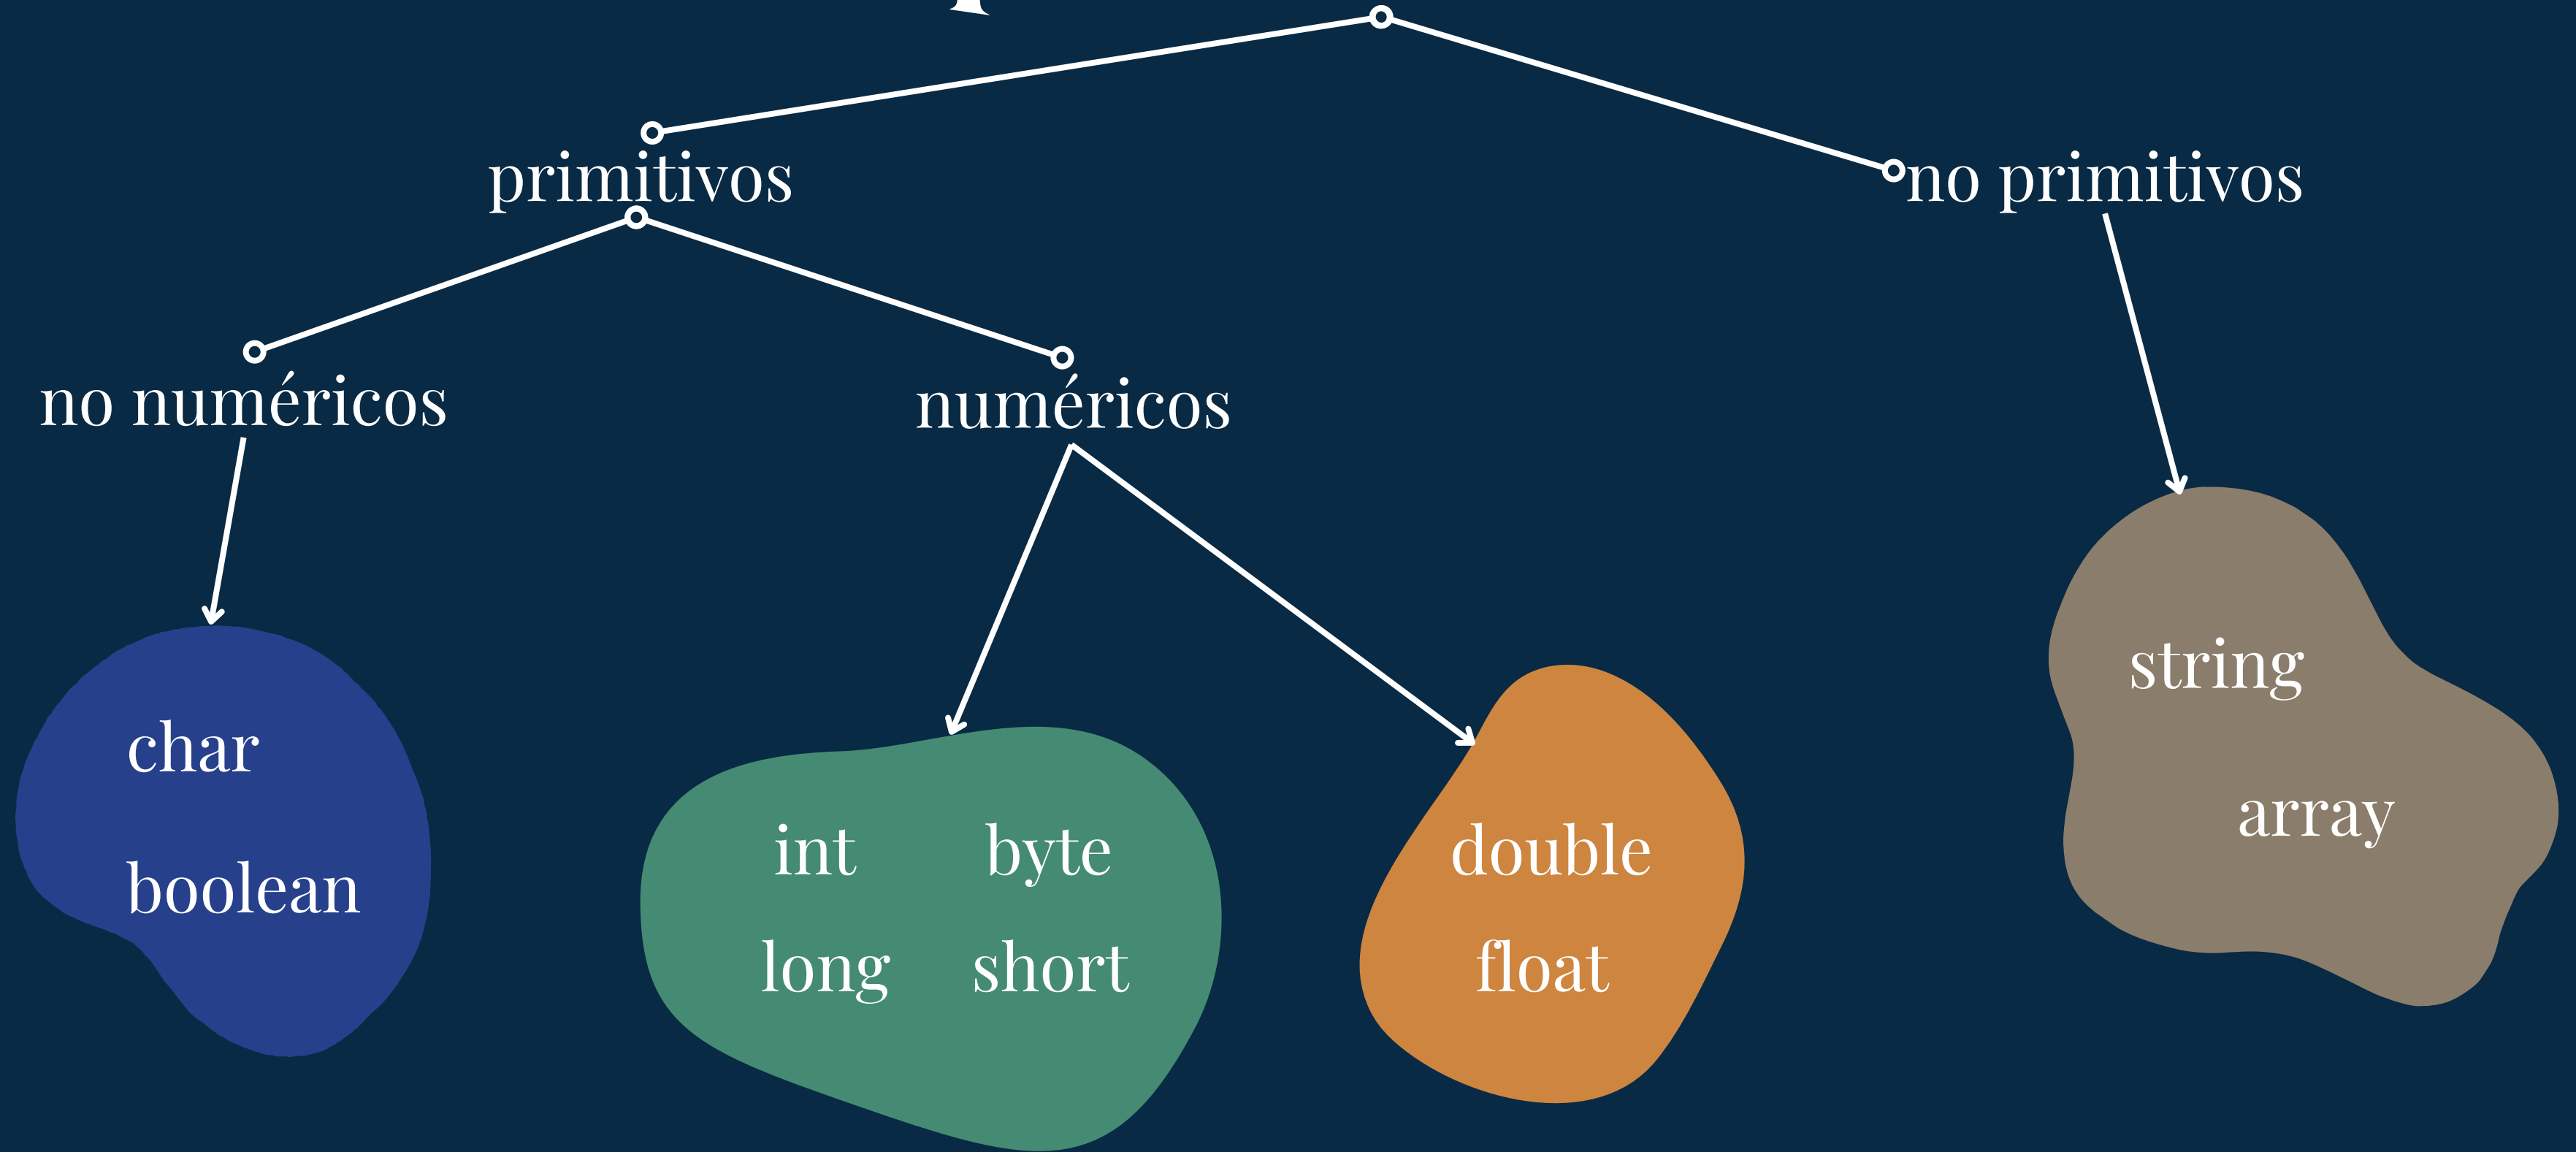 primitivos
no primitivos
no numéricos
numéricos
char
boolean
int byte
long short
double
float
string
array